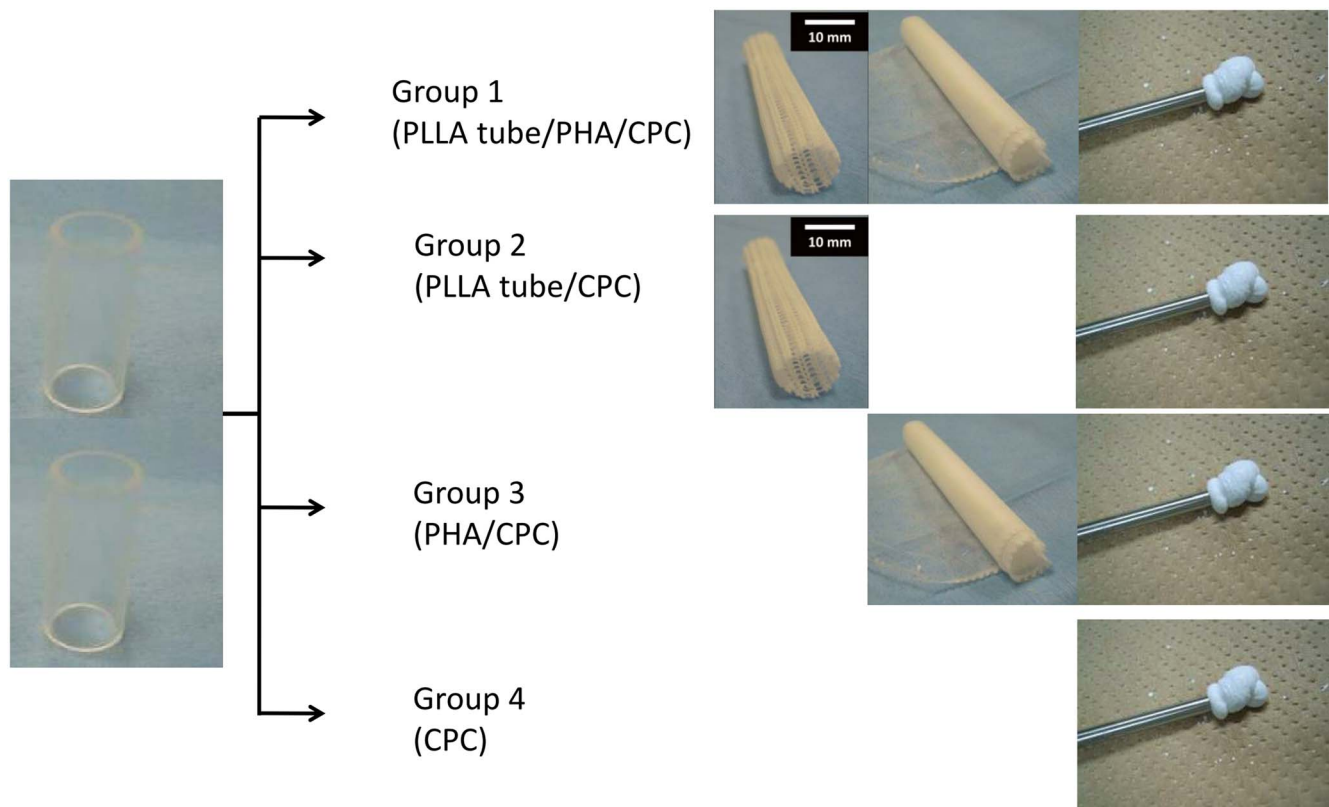 Group 1
(PLLA tube/PHA/CPC)
10 mm
Group 2
(PLLA tube/CPC)
10 mm
Group 3
(PHA/CPC)
Group 4
(CPC)